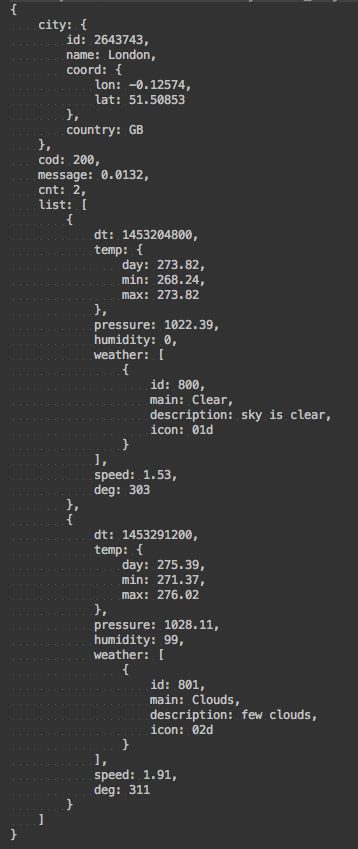 {
    city: {
        id: 2643743,
        name: London,
        coord: {
            lon: -0.12574,
            lat: 51.50853
        },
        country: GB
    },
    cod: 200,
    message: 0.0132,
    cnt: 2,
    list: [
        {
            dt: 1453204800,
            temp: {
                day: 273.82,
                min: 268.24,
                max: 273.82
            },
            pressure: 1022.39,
            humidity: 0,
            weather: [
                {
                    id: 800,
                    main: Clear,
                    description: sky is clear,
                    icon: 01d
                }
            ],
            speed: 1.53,
            deg: 303
        },
        {
            dt: 1453291200,
            temp: {
                day: 275.39,
                min: 271.37,
                max: 276.02
            },
            pressure: 1028.11,
            humidity: 99,
            weather: [
                {
                    id: 801,
                    main: Clouds,
                    description: few clouds,
                    icon: 02d
                }
            ],
            speed: 1.91,
            deg: 311
        }
    ]
}